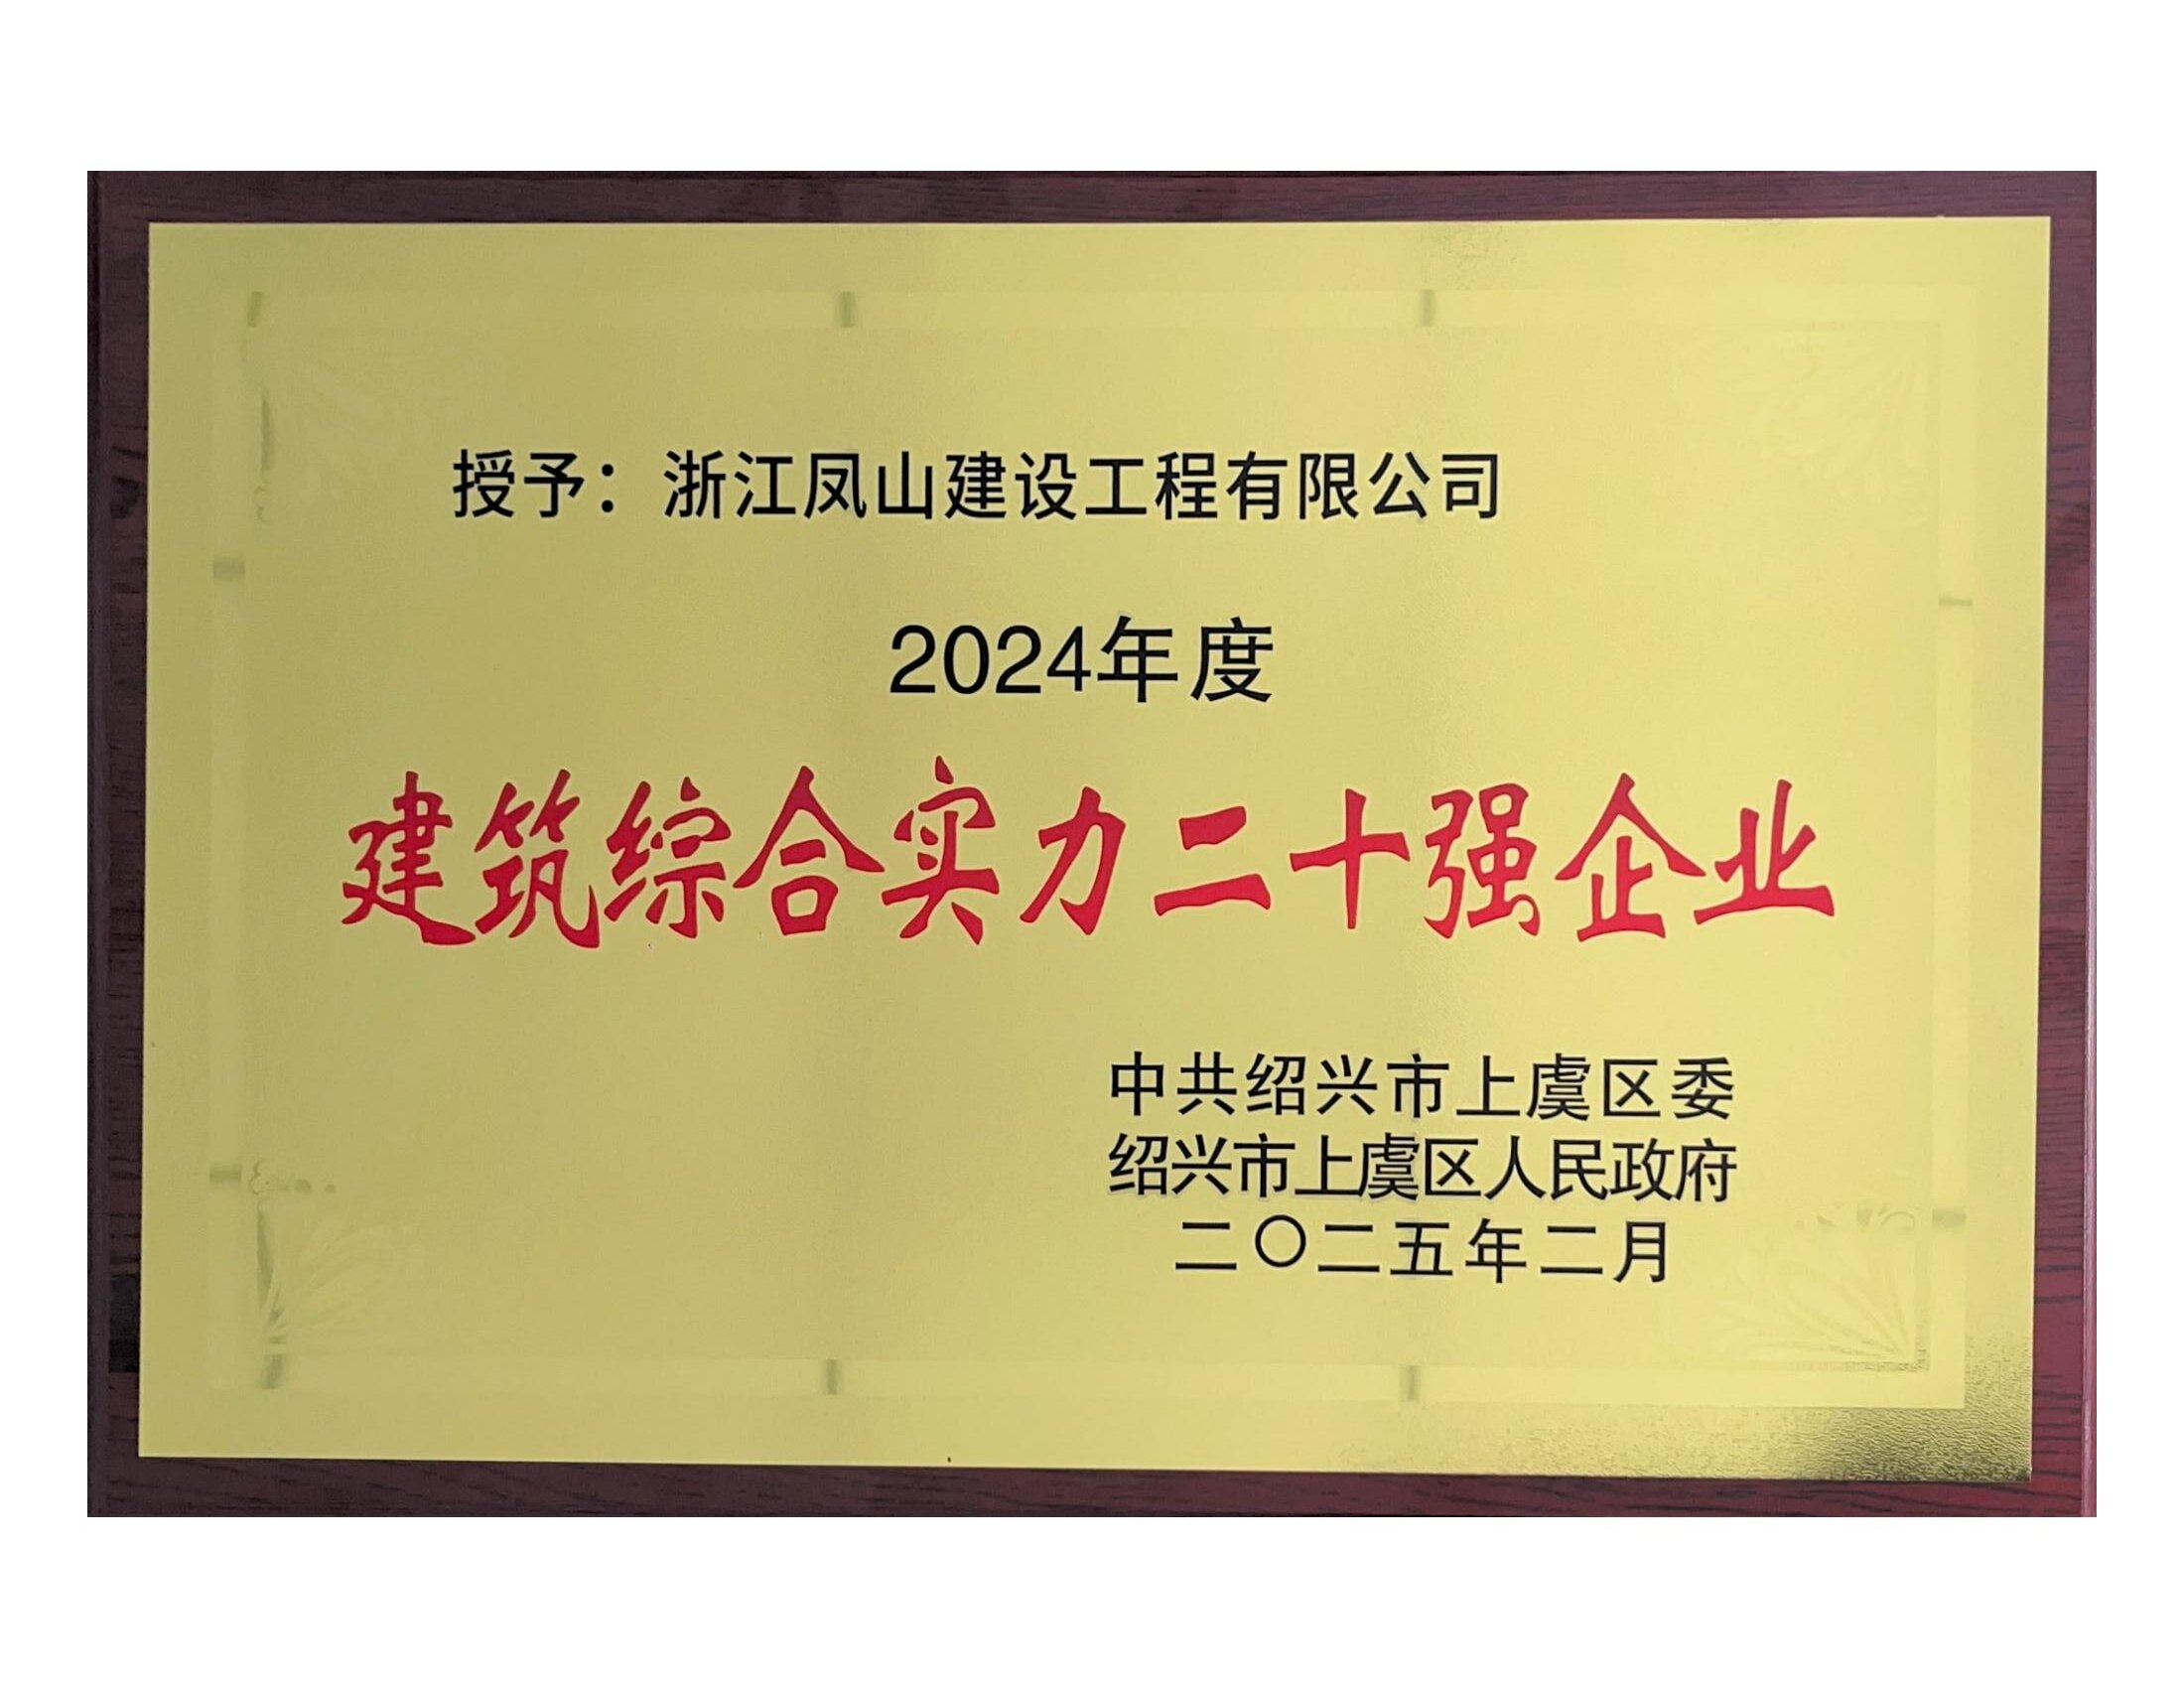 授予：浙江凤山建设工程有限公司
2024年度
建筑综合实力二十强企业
中共绍兴市上虞区委
绍兴市上虞区人民政府
二〇二五年二月